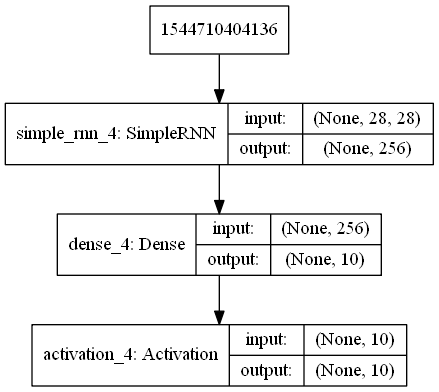 1544710404136
simple_rnn_4: SimpleRNN
input:
(None, 28, 28)
output:
(None, 256)
dense_4: Dense
input:
(None, 256)
output:
(None, 10)
activation_4: Activation
input:
(None, 10)
output:
(None, 10)